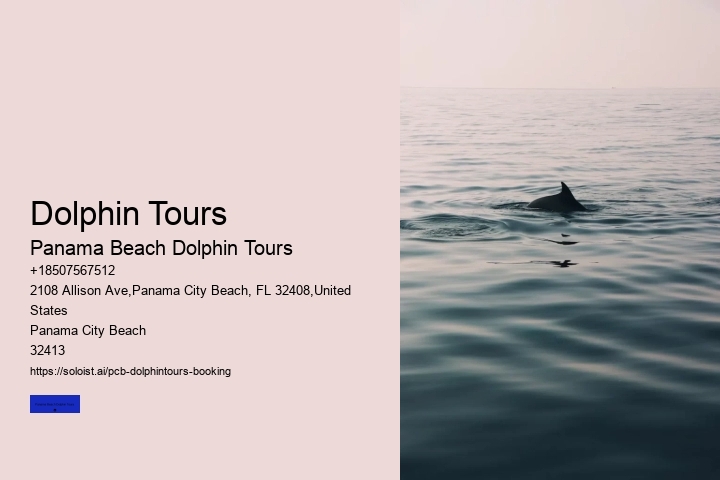 Dolphin Tours
Panama Beach Dolphin Tours
+18507567512
2108 Allison Ave,Panama City Beach, FL 32408,United
States
Panama City Beach
32413
https://soloist.ai/pcb-dolphintours-booking